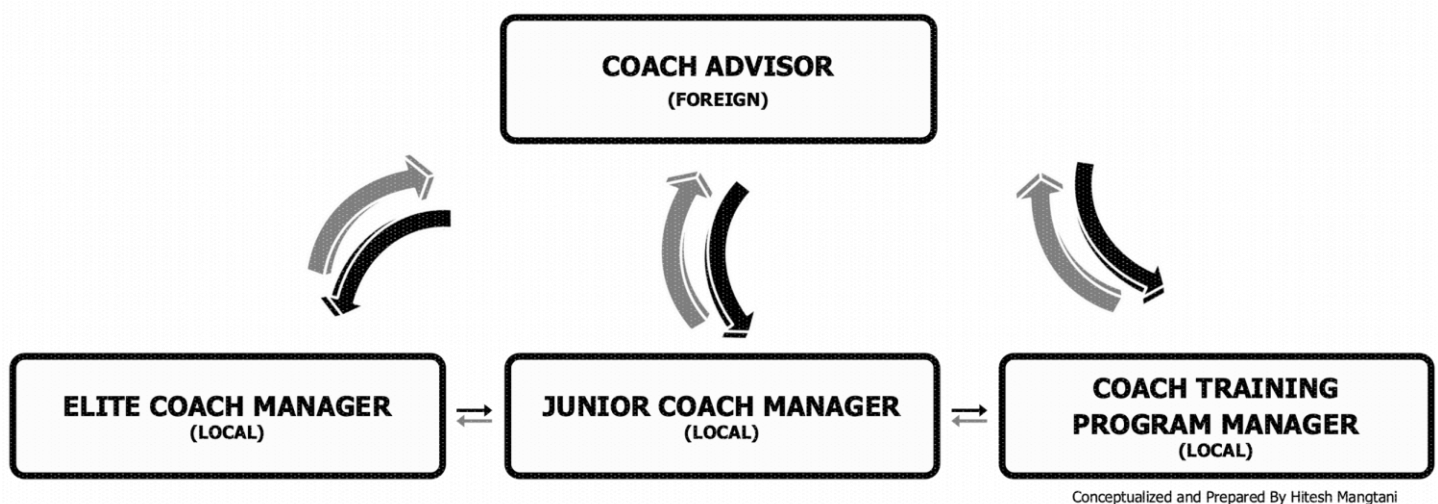 COACH ADVISOR
(FOREIGN)
ELITE COACH MANAGER
(LOCAL)
JUNIOR COACH MANAGER
(LOCAL)
COACH TRAINING
PROGRAM MANAGER
(LOCAL)
Conceptualized and Prepared By Hitesh Mangtani